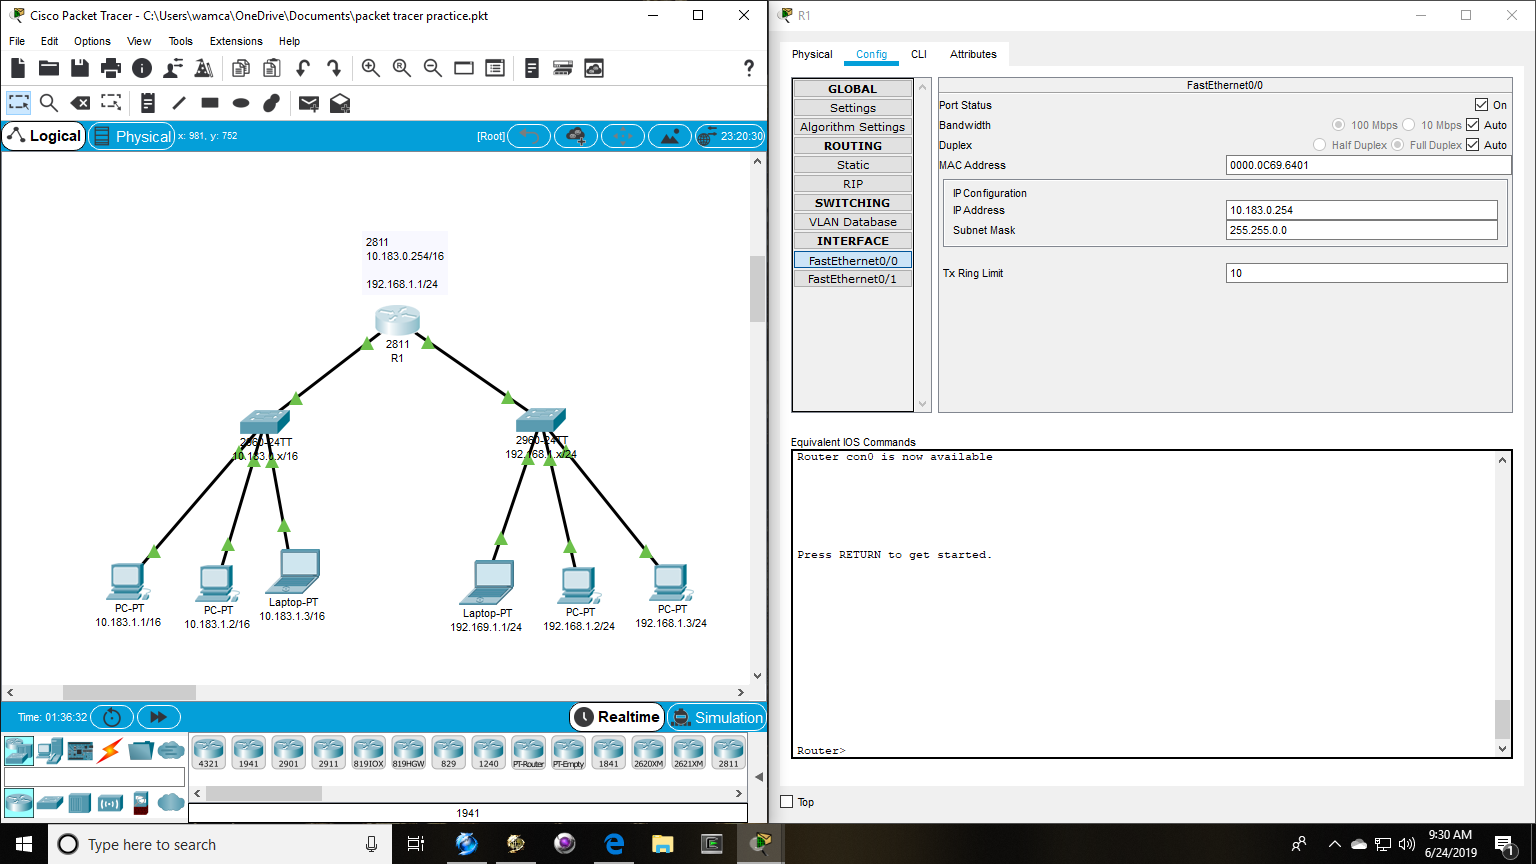 Cisco Packet Tracer - C:\Users\wamca\OneDrive\Documents\packet tracer practice.pkt
File Edit Options View Tools Extensions Help
Logical
Physical
x: 981, y: 752
[Root]
23:20:30
2811
10.183.0.254/16
192.168.1.1/24
2811
R1
2960-24TT
10.183.0.x/16
2960-24TT
192.168.1.x/24
PC-PT
10.183.1.1/16
PC-PT
10.183.1.2/16
Laptop-PT
10.183.1.3/16
Laptop-PT
192.169.1.1/24
PC-PT
192.168.1.2/24
PC-PT
192.168.1.3/24
Time: 01:36:32
Realtime
Simulation
4321 1941 2901 2911 819IOX 819HGW 829 1240 PT-Router PT-Empty 1841 2620XM 2621XM 2811
1941
R1
Physical Config CLI Attributes
GLOBAL
Settings
Algorithm Settings
ROUTING
Static
RIP
SWITCHING
VLAN Database
INTERFACE
FastEthernet0/0
FastEthernet0/1
FastEthernet0/0
Port Status On
Bandwidth 100 Mbps 10 Mbps Auto
Duplex Half Duplex Full Duplex Auto
MAC Address 0000.0C69.6401
IP Configuration
IP Address 10.183.0.254
Subnet Mask 255.255.0.0
Tx Ring Limit 10
Equivalent IOS Commands
Router con0 is now available
Press RETURN to get started.
Router>
Top
Type here to search
9:30 AM
6/24/2019
1